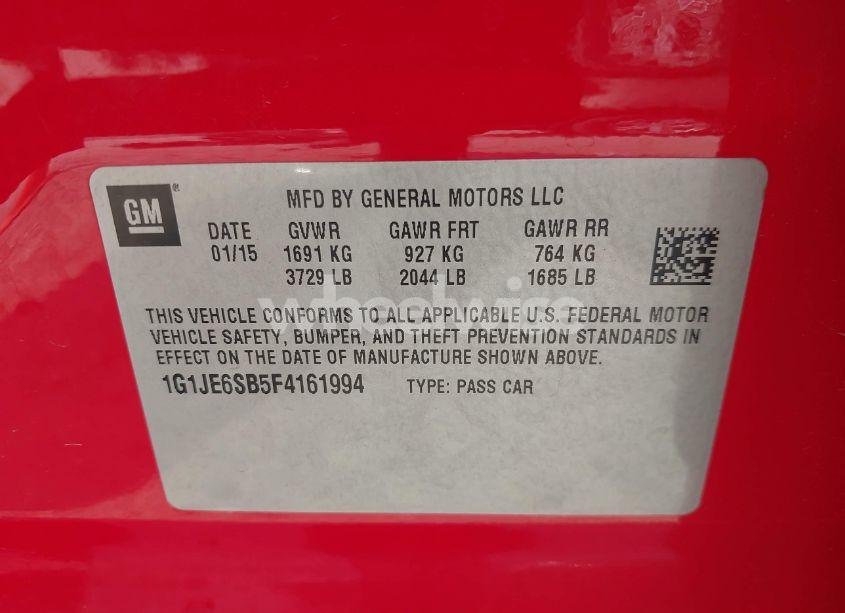 GM ®
MFD BY GENERAL MOTORS LLC
DATE GVWR GAWR FRT GAWR RR
01/15 1691 KG 927 KG 764 KG
3729 LB 2044 LB 1685 LB
wheelwire
THIS VEHICLE CONFORMS TO ALL APPLICABLE U.S. FEDERAL MOTOR
VEHICLE SAFETY, BUMPER, AND THEFT PREVENTION STANDARDS IN
EFFECT ON THE DATE OF MANUFACTURE SHOWN ABOVE.
1G1JE6SB5F4161994 TYPE: PASS CAR